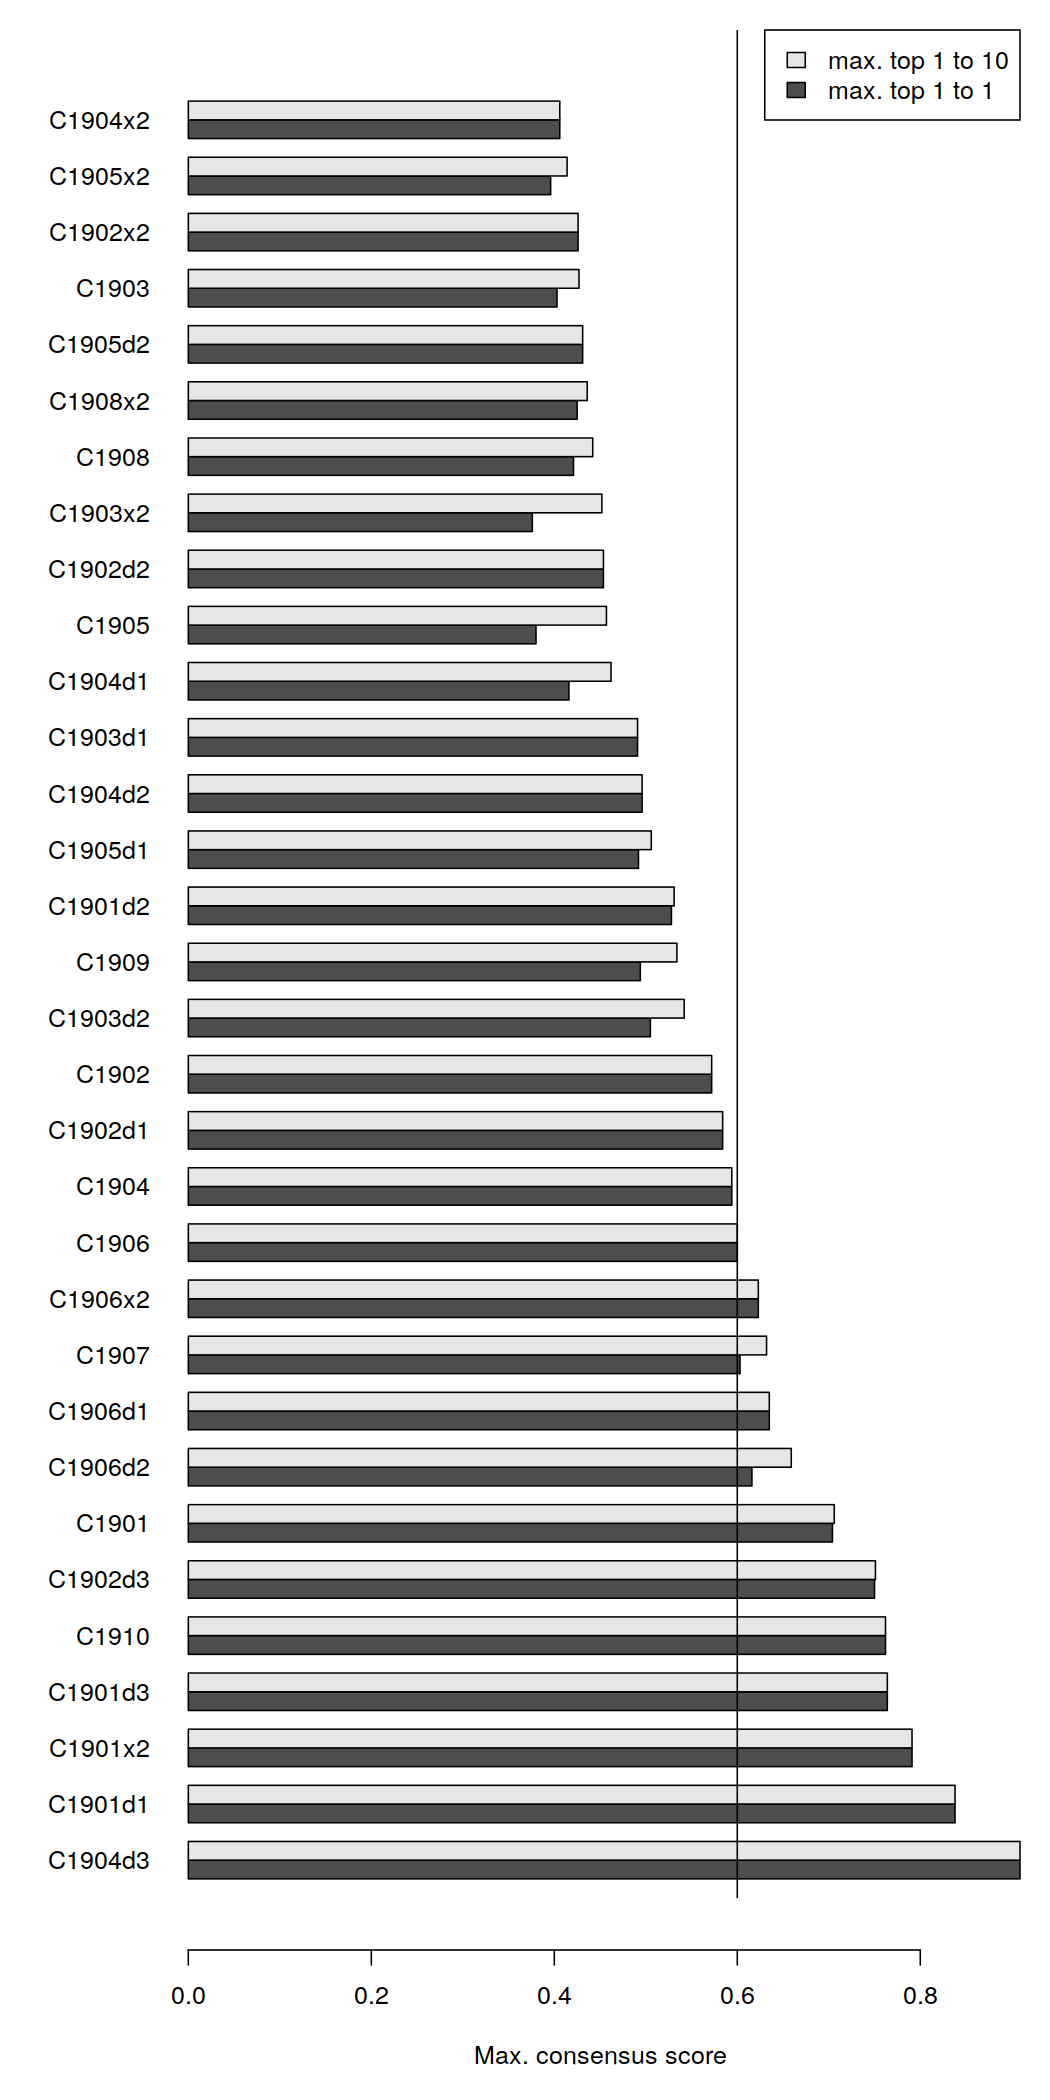 max. top 1 to 10
max. top 1 to 1
C1904x2
C1905x2
C1902x2
C1903
C1905d2
C1908x2
C1908
C1903x2
C1902d2
C1905
C1904d1
C1903d1
C1904d2
C1905d1
C1901d2
C1909
C1903d2
C1902
C1902d1
C1904
C1906
C1906x2
C1907
C1906d1
C1906d2
C1901
C1902d3
C1910
C1901d3
C1901x2
C1901d1
C1904d3
0.0 0.2 0.4 0.6 0.8
Max. consensus score